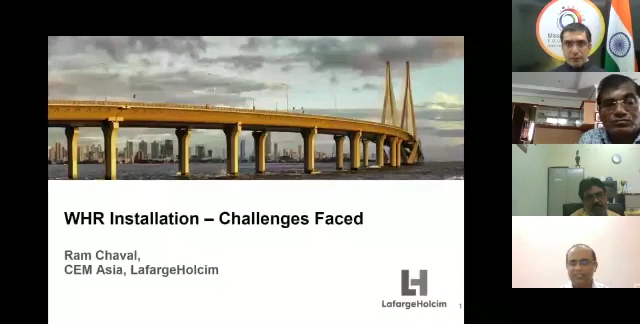 WHR Installation – Challenges Faced
Ram Chaval,
CEM Asia, LafargeHolcim
LafargeHolcim
1